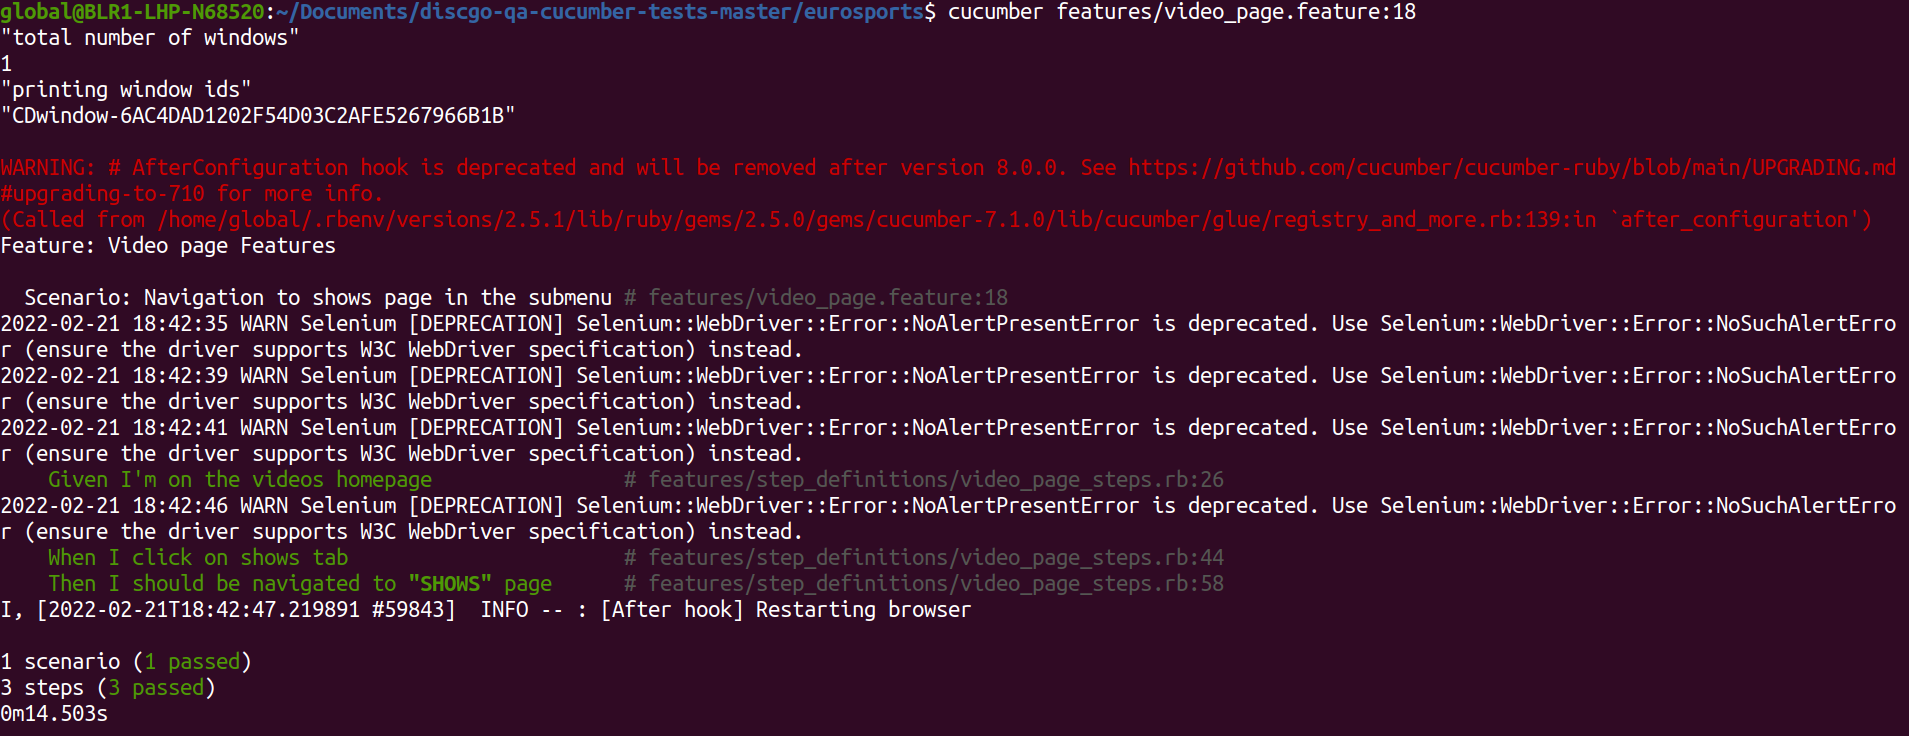 global@BLR1-LHP-N68520:~/Documents/discgo-qa-cucumber-tests-master/eurosports$ cucumber features/video_page.feature:18
"total number of windows"
1
"printing window ids"
"CDwindow-6AC4DAD1202F54D03C2AFE5267966B1B"
WARNING: # AfterConfiguration hook is deprecated and will be removed after version 8.0.0. See https://github.com/cucumber/cucumber-ruby/blob/main/UPGRADING.md
#upgrading-to-710 for more info.
(Called from /home/global/.rbenv/versions/2.5.1/lib/ruby/gems/2.5.0/gems/cucumber-7.1.0/lib/cucumber/glue/registry_and_more.rb:139:in `after_configuration')
Feature: Video page Features
Scenario: Navigation to shows page in the submenu # features/video_page.feature:18
2022-02-21 18:42:35 WARN Selenium [DEPRECATION] Selenium::WebDriver::Error::NoAlertPresentError is deprecated. Use Selenium::WebDriver::Error::NoSuchAlertErro
r (ensure the driver supports W3C WebDriver specification) instead.
2022-02-21 18:42:39 WARN Selenium [DEPRECATION] Selenium::WebDriver::Error::NoAlertPresentError is deprecated. Use Selenium::WebDriver::Error::NoSuchAlertErro
r (ensure the driver supports W3C WebDriver specification) instead.
2022-02-21 18:42:41 WARN Selenium [DEPRECATION] Selenium::WebDriver::Error::NoAlertPresentError is deprecated. Use Selenium::WebDriver::Error::NoSuchAlertErro
r (ensure the driver supports W3C WebDriver specification) instead.
Given I'm on the videos homepage # features/step_definitions/video_page_steps.rb:26
2022-02-21 18:42:46 WARN Selenium [DEPRECATION] Selenium::WebDriver::Error::NoAlertPresentError is deprecated. Use Selenium::WebDriver::Error::NoSuchAlertErro
r (ensure the driver supports W3C WebDriver specification) instead.
When I click on shows tab # features/step_definitions/video_page_steps.rb:44
Then I should be navigated to "SHOWS" page # features/step_definitions/video_page_steps.rb:58
I, [2022-02-21T18:42:47.219891 #59843]  INFO -- : [After hook] Restarting browser
1 scenario (1 passed)
3 steps (3 passed)
0m14.503s